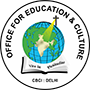 OFFICE FOR EDUCATION & CULTURE
CBCI : DELHI